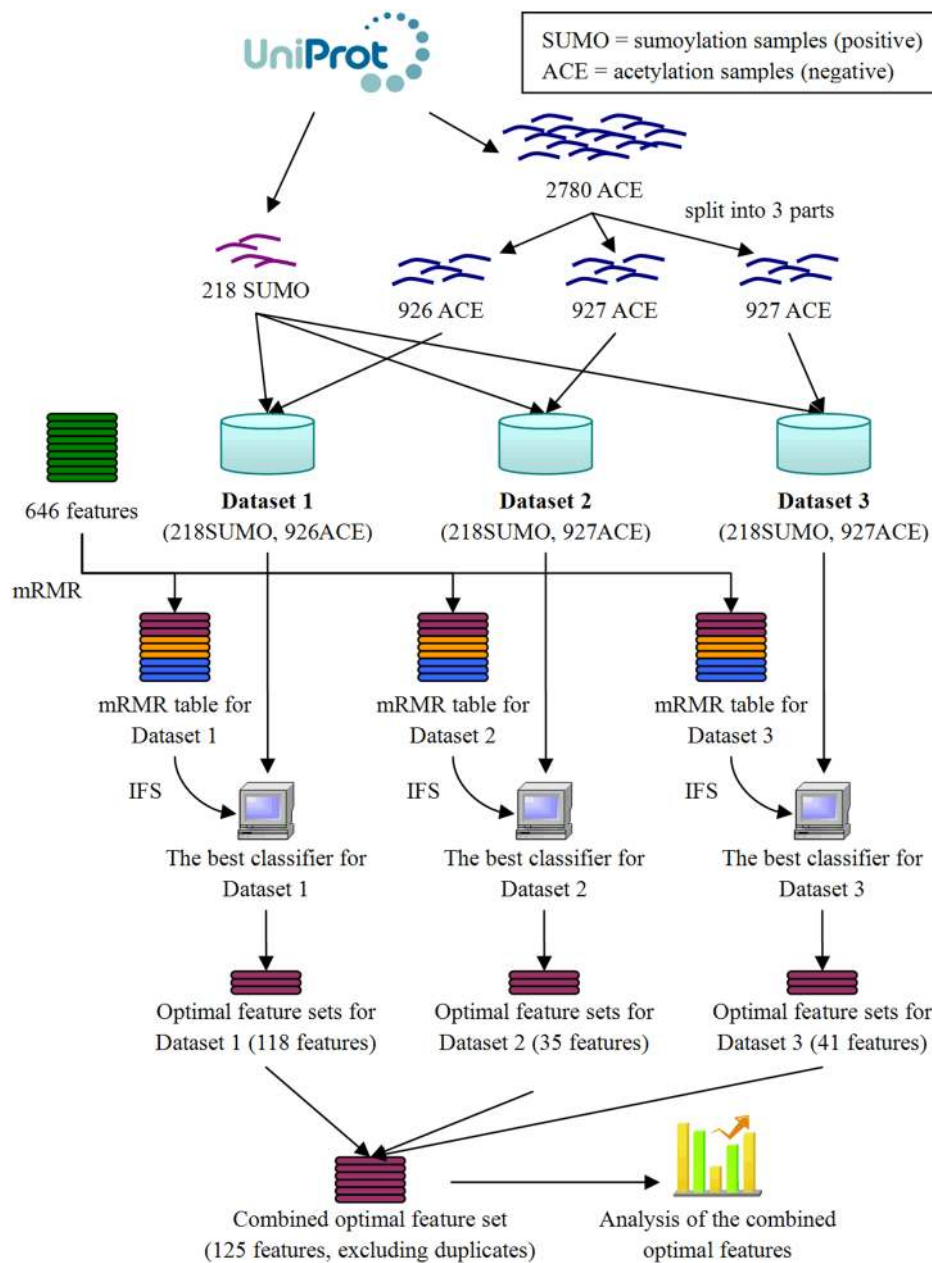 UniProt
SUMO = sumoylation samples (positive)
ACE = acetylation samples (negative)
2780 ACE
split into 3 parts
218 SUMO
926 ACE
927 ACE
927 ACE
646 features
Dataset 1
(218SUMO, 926ACE)
Dataset 2
(218SUMO, 927ACE)
Dataset 3
(218SUMO, 927ACE)
mRMR
mRMR table for
Dataset 1
mRMR table for
Dataset 2
mRMR table for
Dataset 3
IFS
IFS
IFS
The best classifier for
Dataset 1
The best classifier for
Dataset 2
The best classifier for
Dataset 3
Optimal feature sets for
Dataset 1 (118 features)
Optimal feature sets for
Dataset 2 (35 features)
Optimal feature sets for
Dataset 3 (41 features)
Combined optimal feature set
(125 features, excluding duplicates)
Analysis of the combined
optimal features